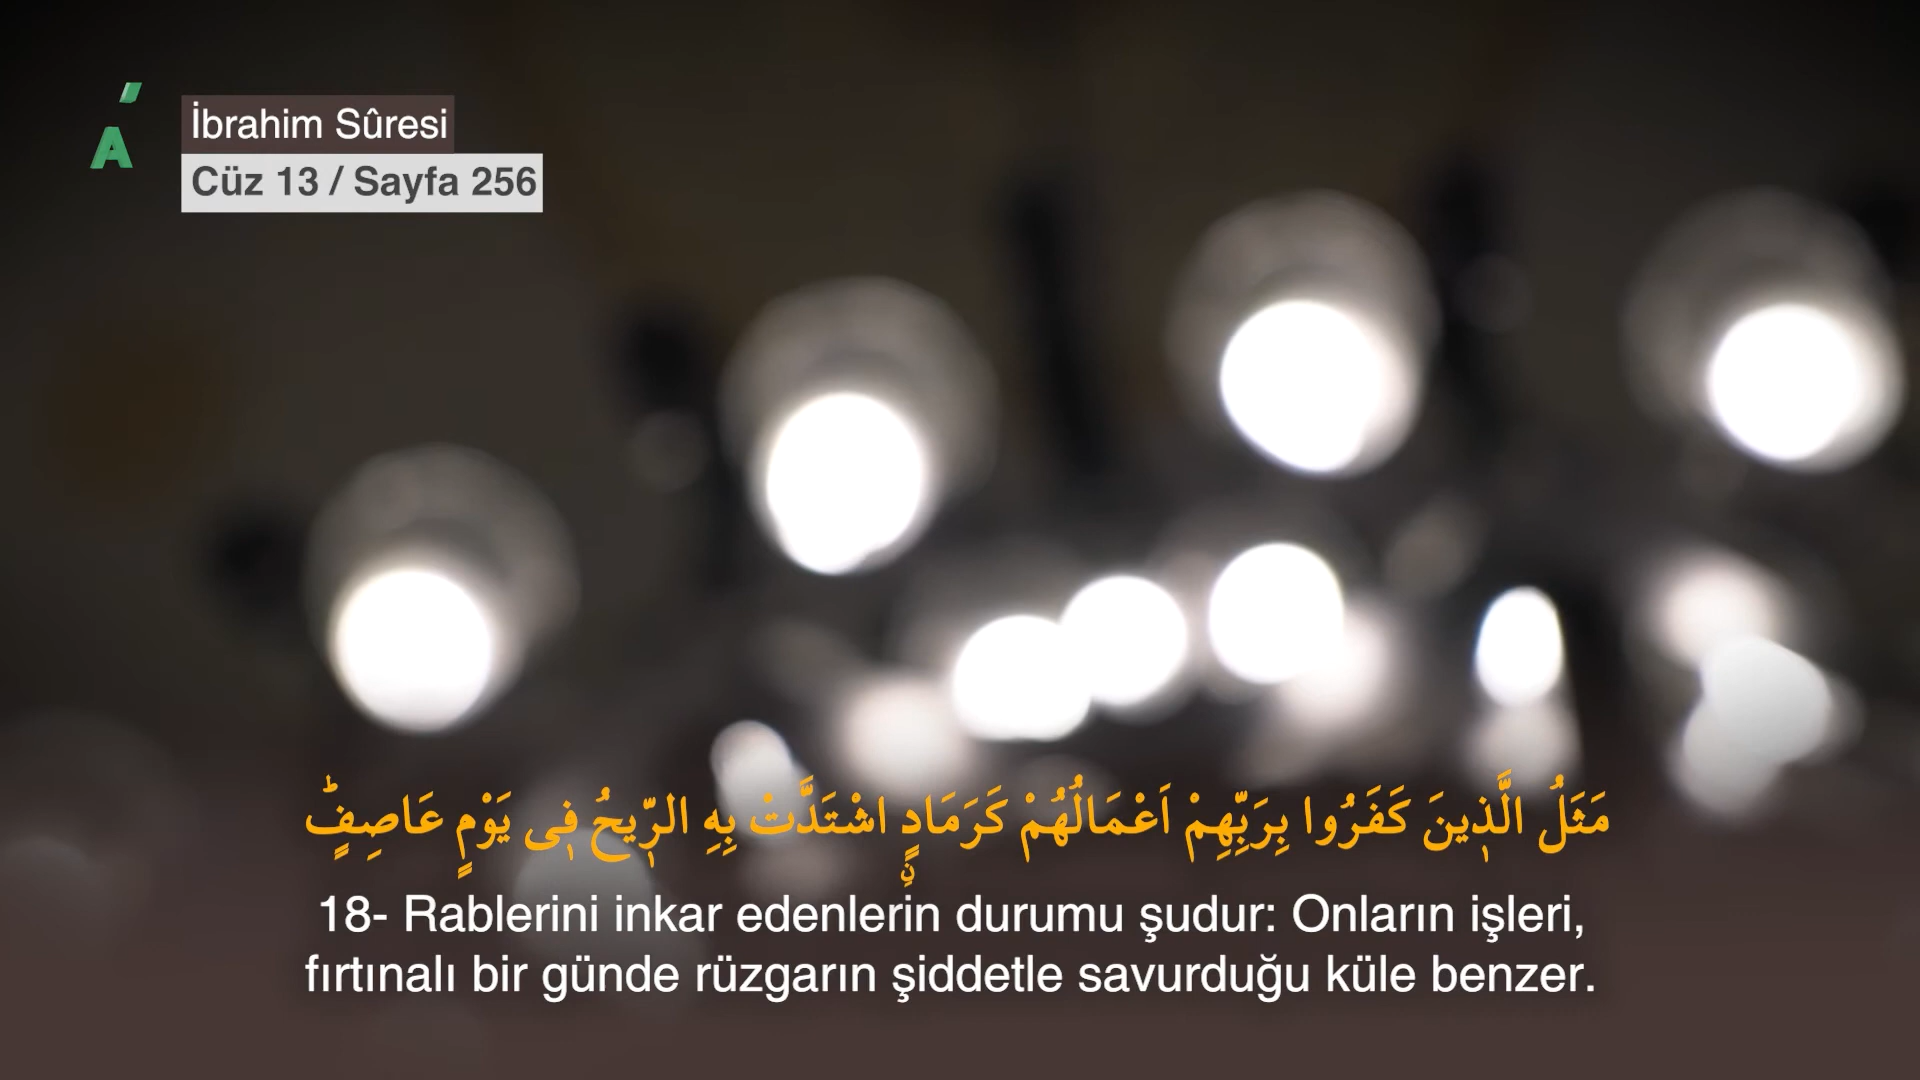 A
İbrahim Sûresi
Cüz 13 / Sayfa 256
مَثَلُ الَّذ۪ينَ كَفَرُوا بِرَبِّهِمْ اَعْمَالُهُمْ كَرَمَادٍۨ اشْتَدَّتْ بِهِ الرّ۪يحُ ف۪ى يَوْمٍ عَاصِفٍۜ
18- Rablerini inkar edenlerin durumu şudur: Onların işleri,
fırtınalı bir günde rüzgarın şiddetle savurduğu küle benzer.